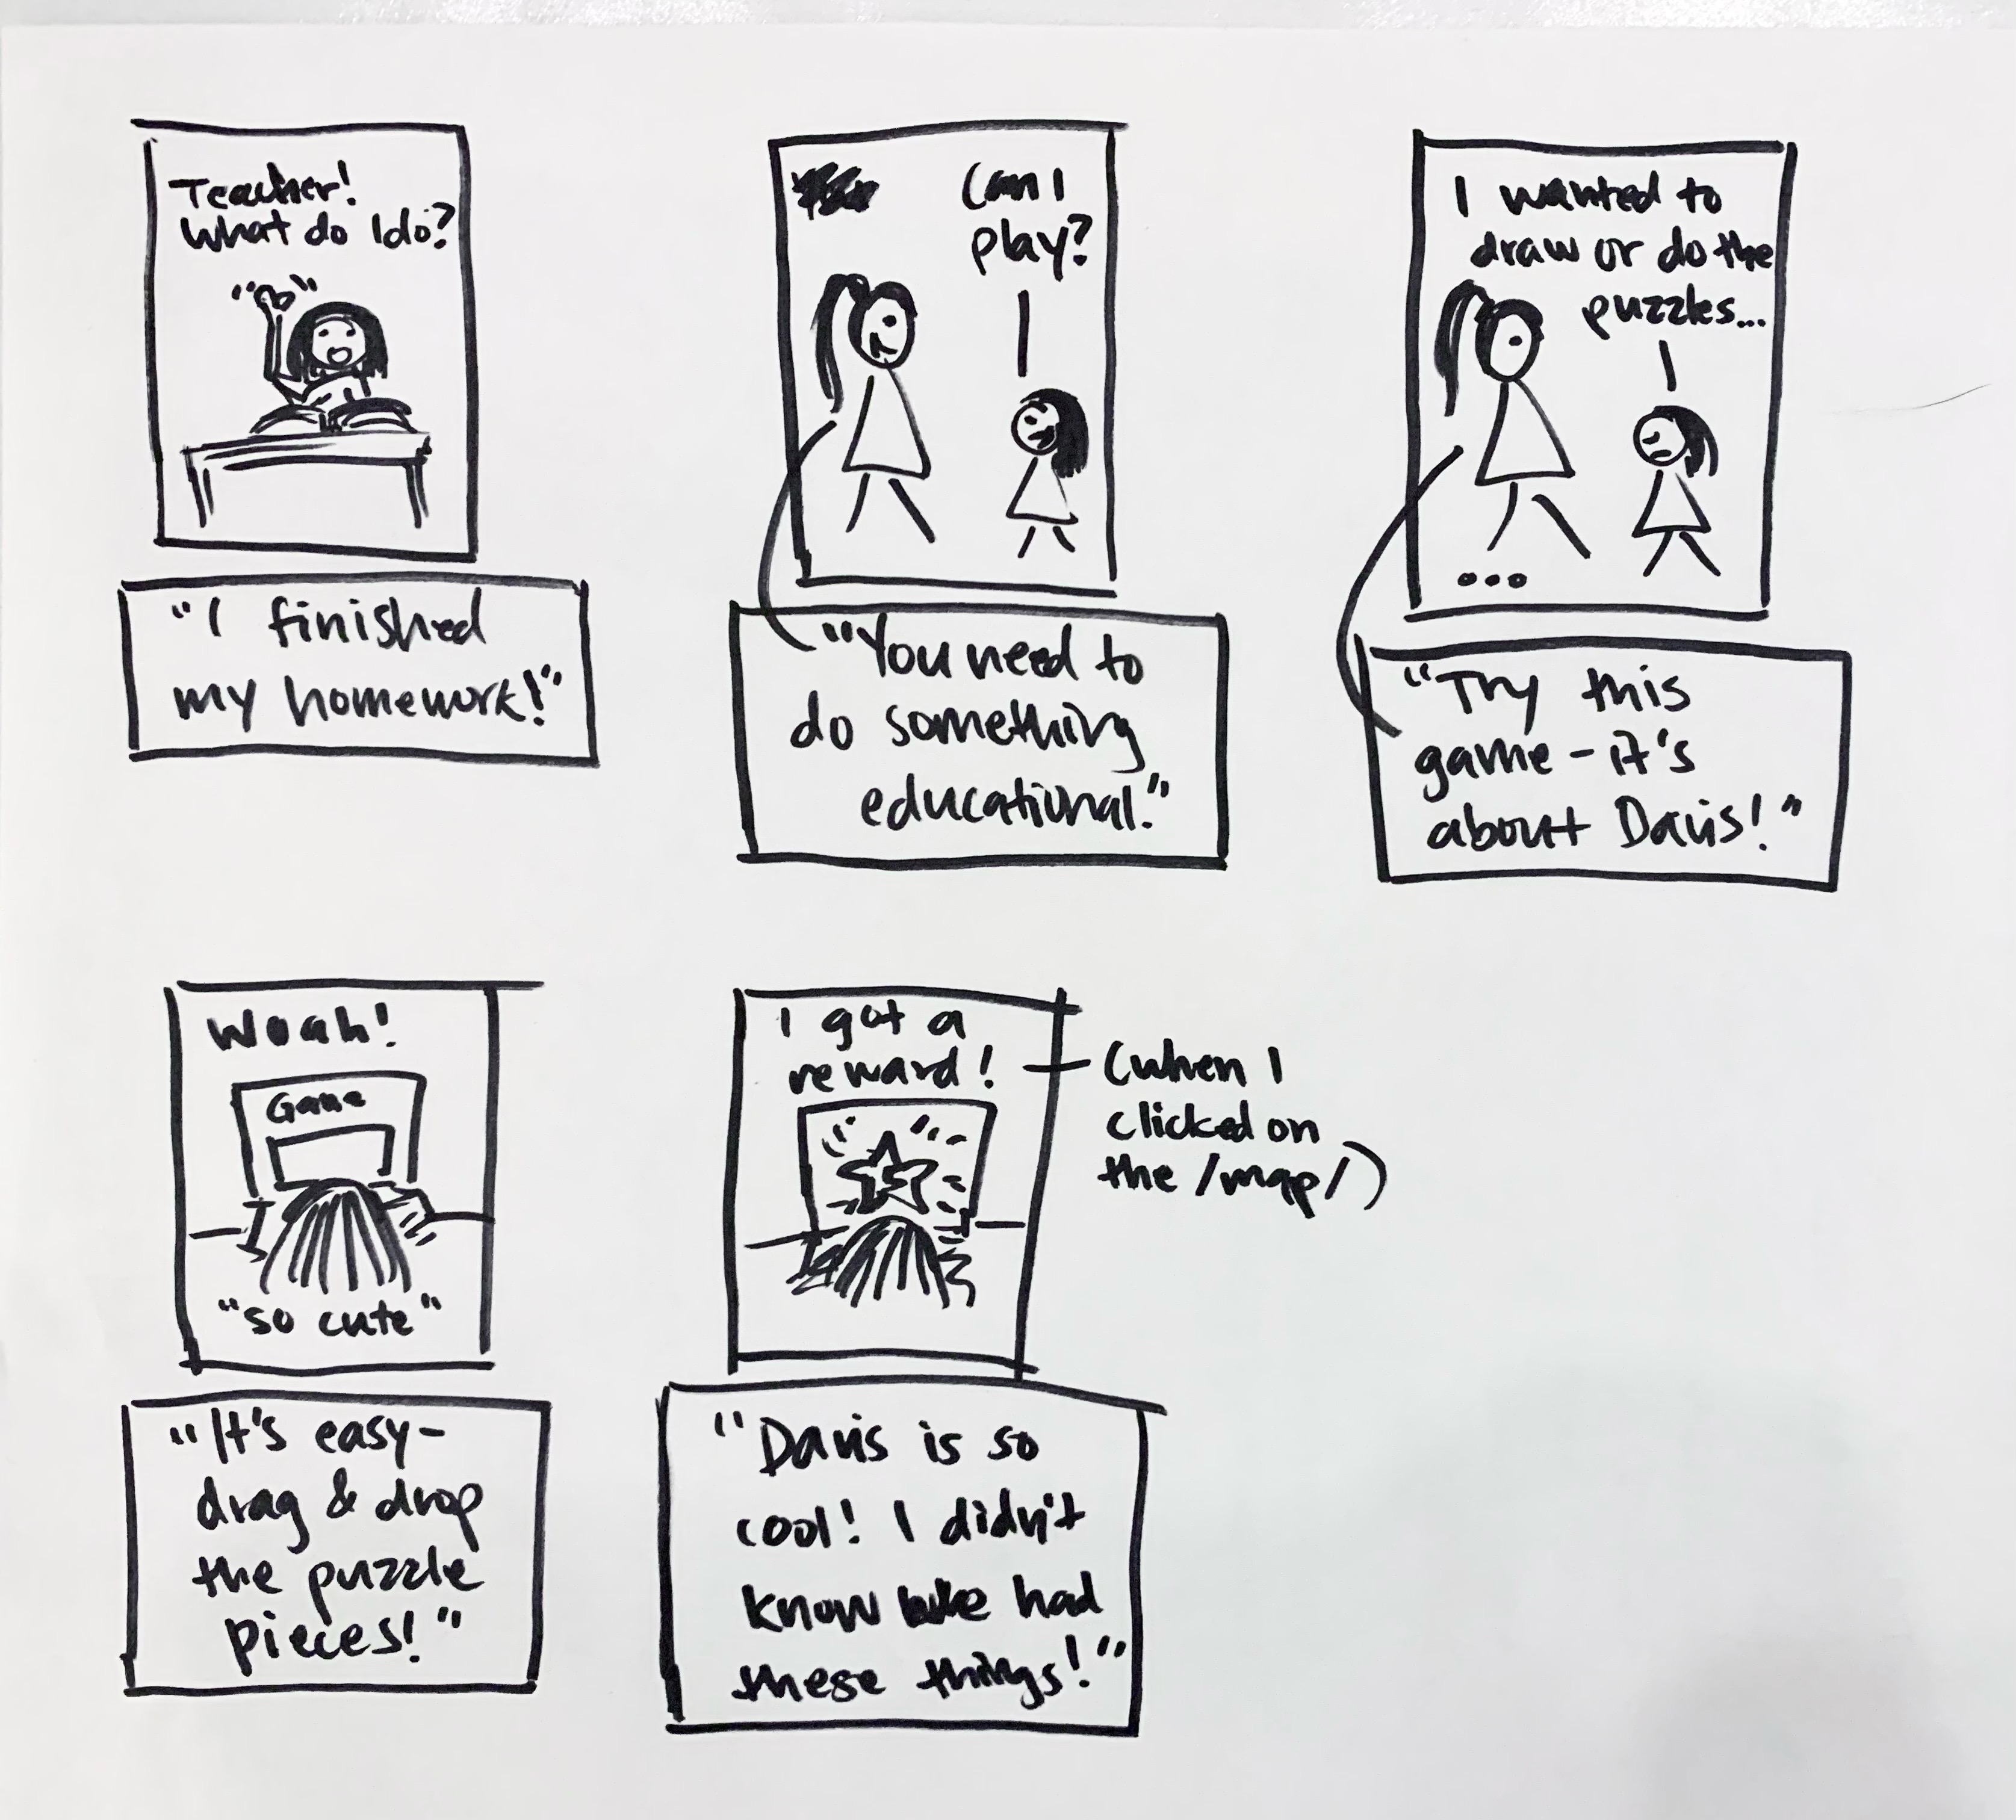 Teacher!
What do I do?
"I finished
my homework!"
Can I
play?
"You need to
do something
educational."
I wanted to
draw or do the
puzzles...
...
"Try this
game - it's
about Davis!"
Woah!
Game
"so cute"
"It's easy-
drag & drop
the puzzle
pieces!"
I got a
reward!
(when I
clicked on
the /map/)
"Davis is so
cool! I didn't
know we had
these things!"